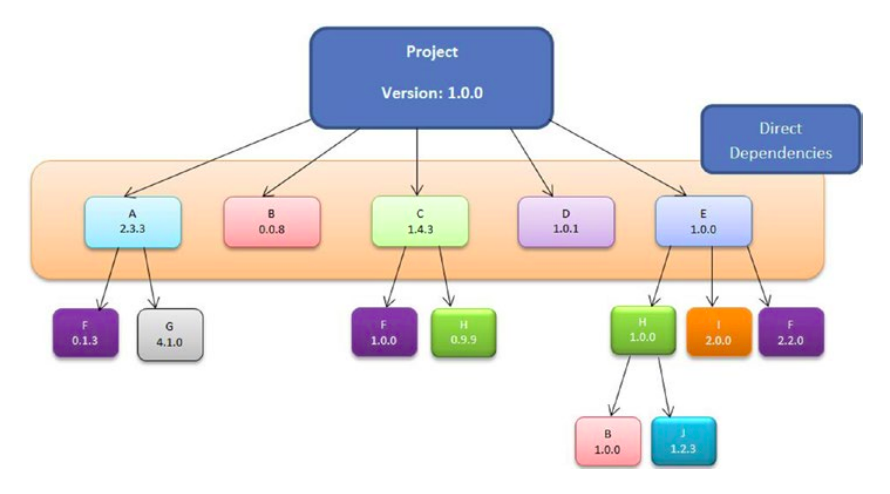 Project
Version: 1.0.0
Direct
Dependencies
A
2.3.3
B
0.0.8
C
1.4.3
D
1.0.1
E
1.0.0
F
0.1.3
G
4.1.0
F
1.0.0
H
0.9.9
H
1.0.0
I
2.0.0
F
2.2.0
B
1.0.0
J
1.2.3